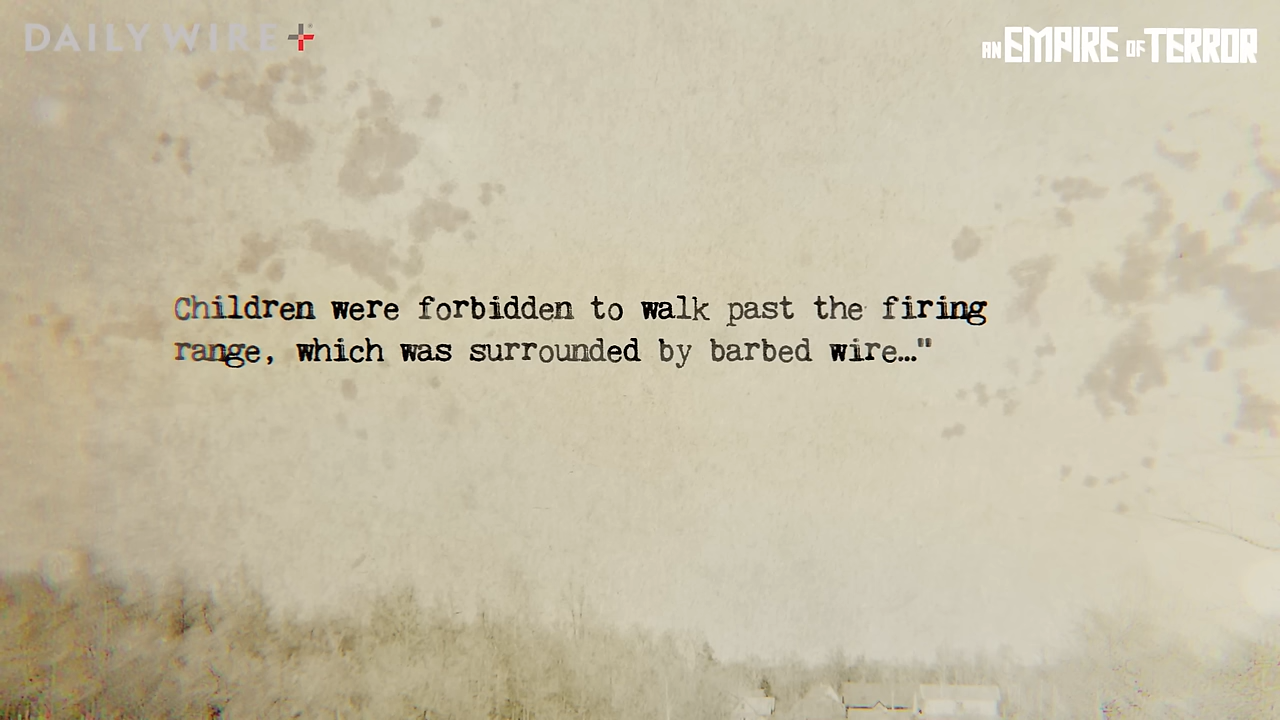 DAILY WIRE+
AN EMPIRE OF TERROR
Children were forbidden to walk past the firing
range, which was surrounded by barbed wire…"